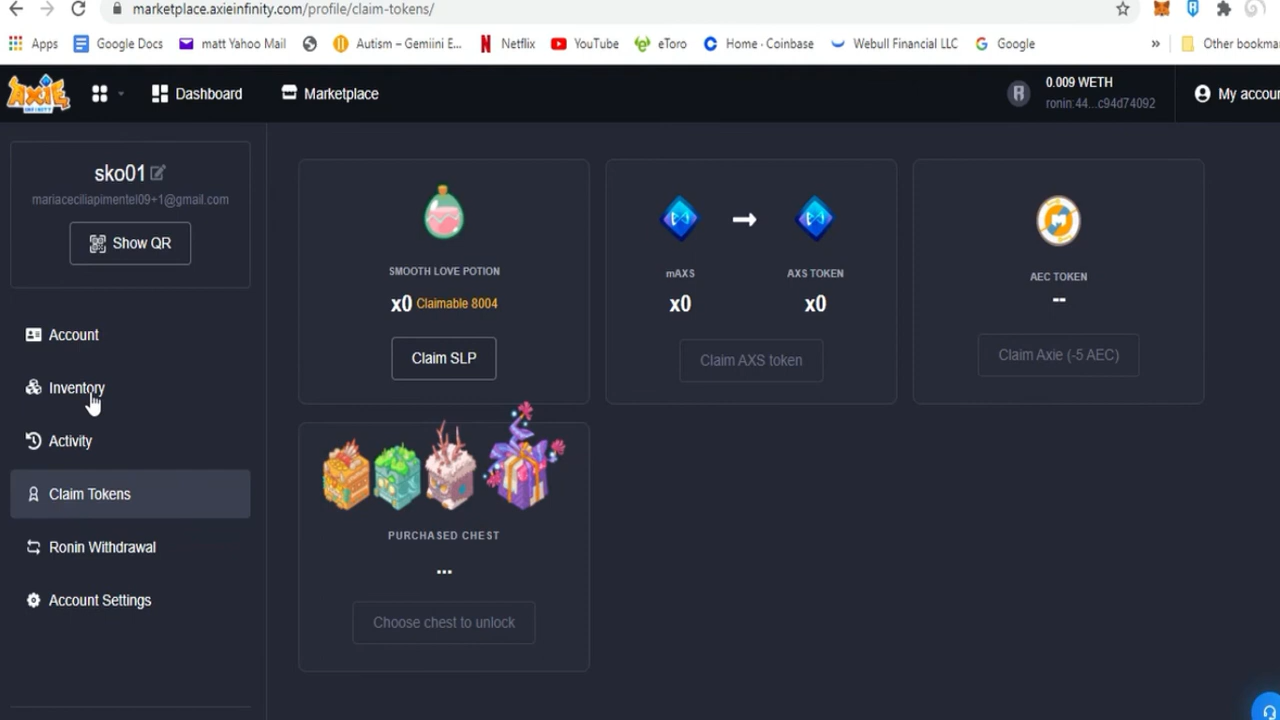 marketplace.axieinfinity.com/profile/claim-tokens/
Apps Google Docs matt Yahoo Mail Autism – Gemiini E... Netflix YouTube eToro Home · Coinbase Webull Financial LLC Google » Other bookma
AXIE INFINITY Dashboard Marketplace 0.009 WETH My accour
ronin:44...c94d74092
sko01
mariaceciliapimentel09+1@gmail.com
Show QR
Account
Inventory
Activity
Claim Tokens
Ronin Withdrawal
Account Settings
SMOOTH LOVE POTION
x0 Claimable 8004
Claim SLP
mAXS AXS TOKEN
x0 x0
Claim AXS token
AEC TOKEN
--
Claim Axie (-5 AEC)
PURCHASED CHEST
...
Choose chest to unlock